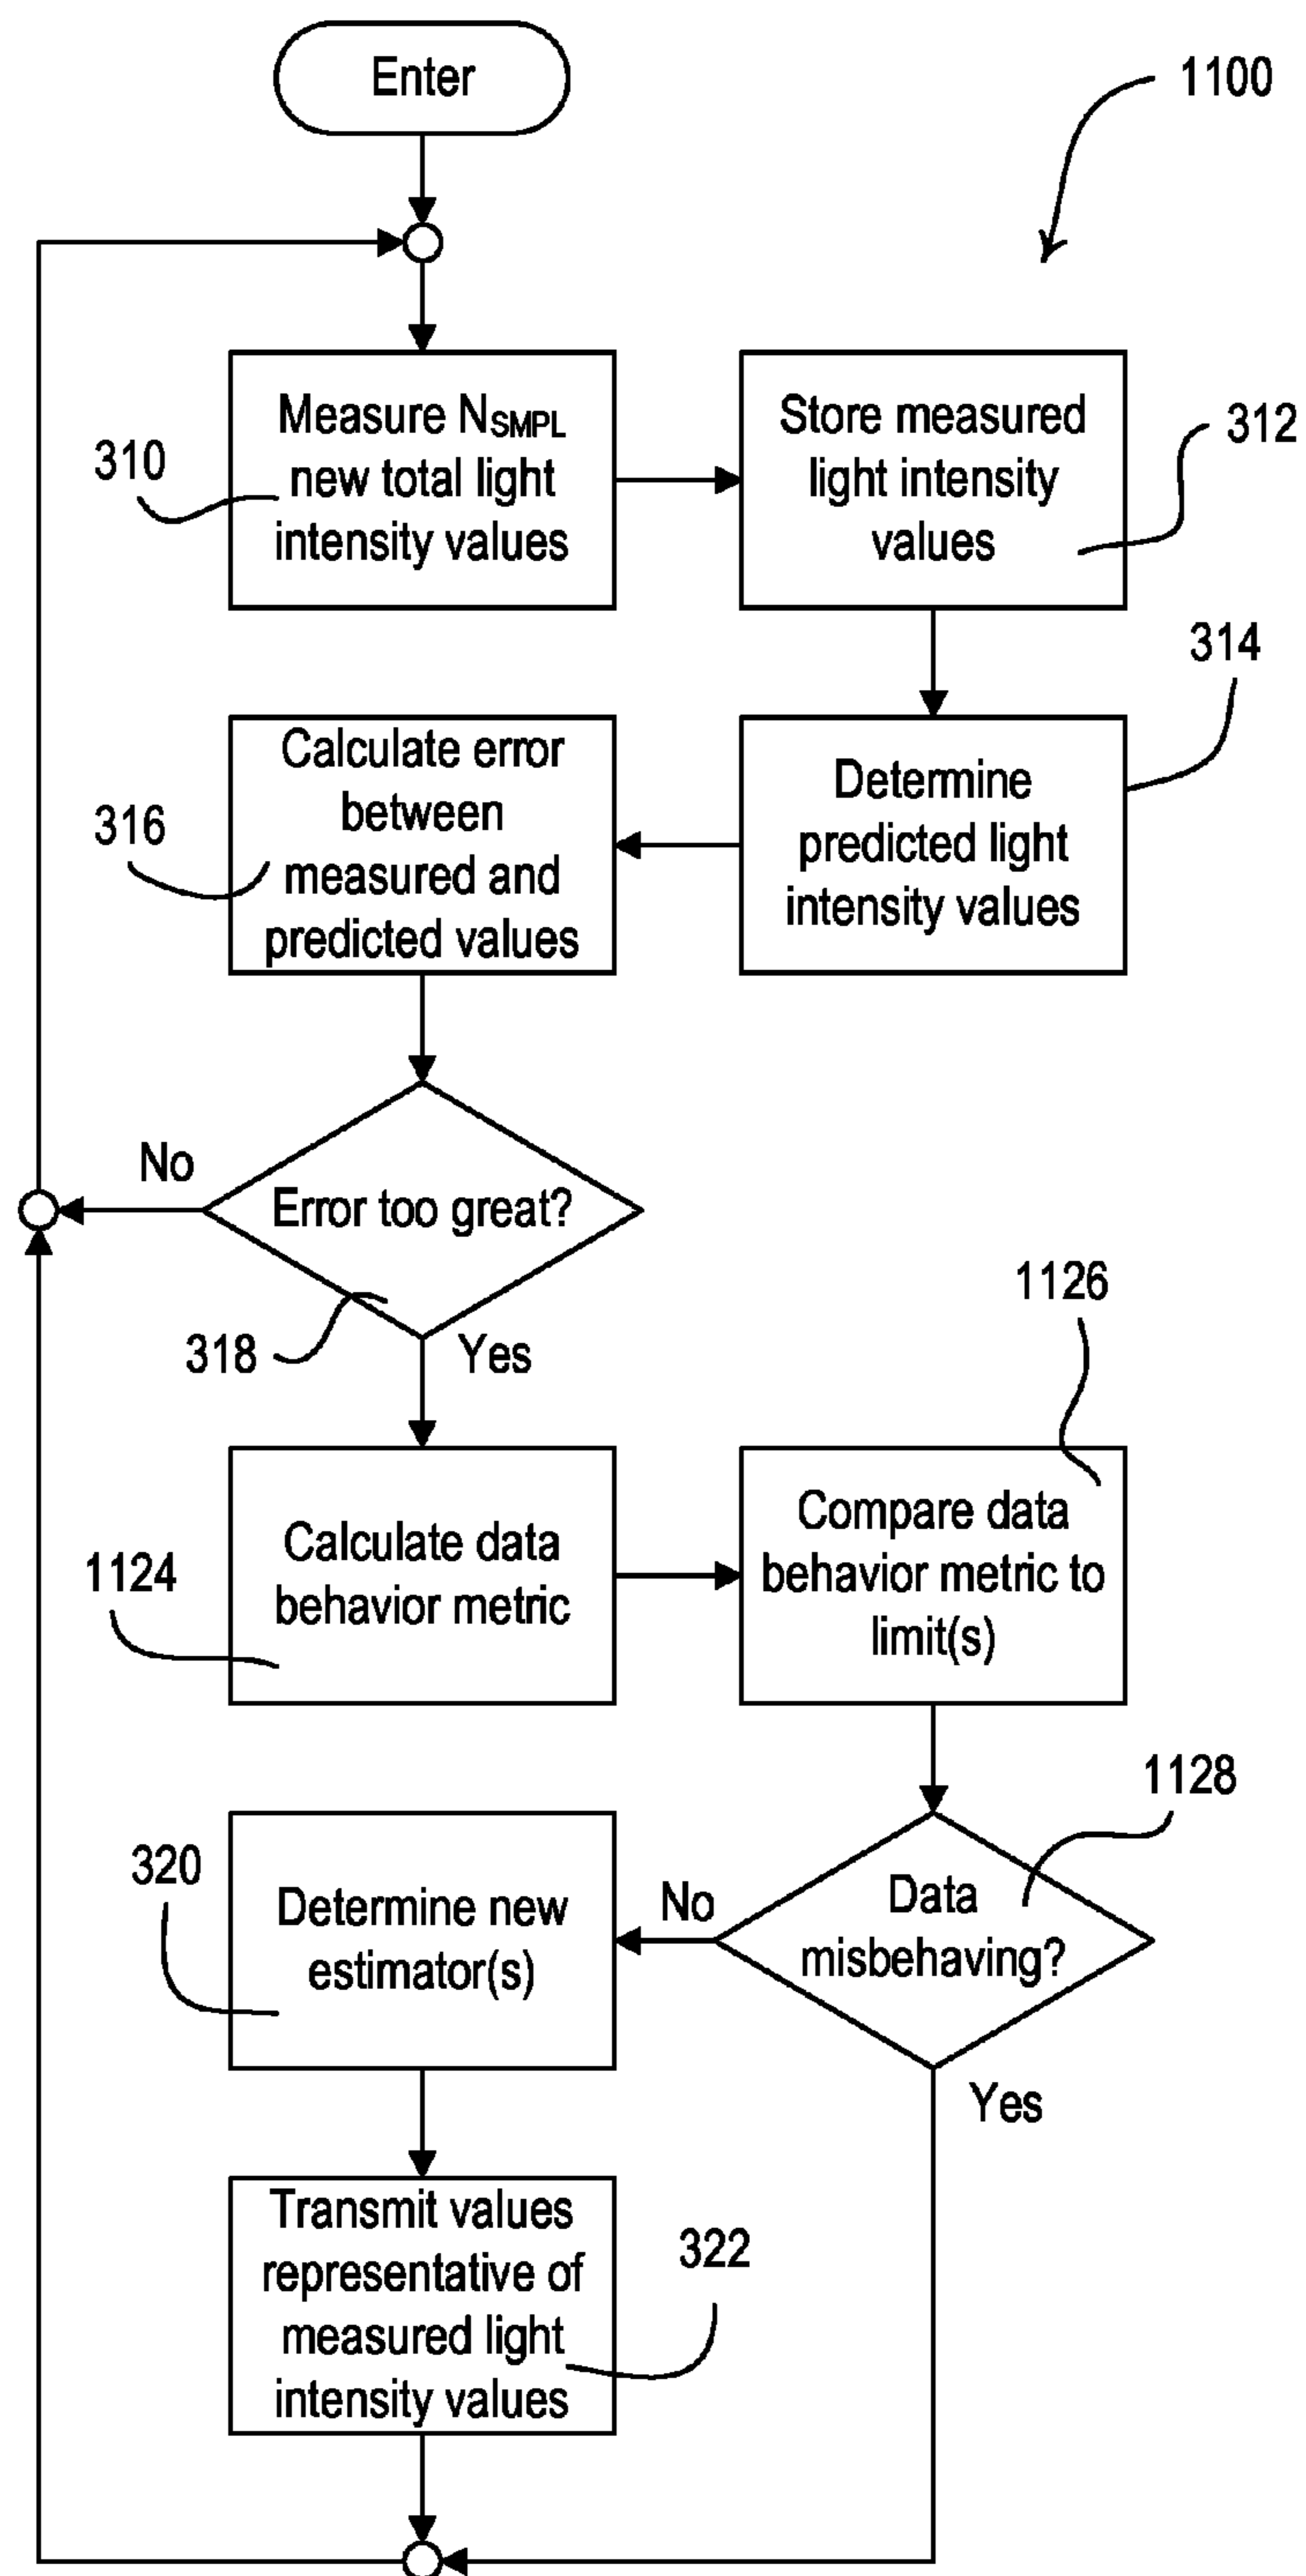 Enter
1100
Measure NSMPL
new total light
intensity values
310
Store measured
light intensity
values
312
314
Calculate error
between
measured and
predicted values
316
Determine
predicted light
intensity values
No
Error too great?
318
Yes
1126
Calculate data
behavior metric
1124
Compare data
behavior metric to
limit(s)
1128
320
Determine new
estimator(s)
No
Data
misbehaving?
Yes
Transmit values
representative of
measured light
intensity values
322